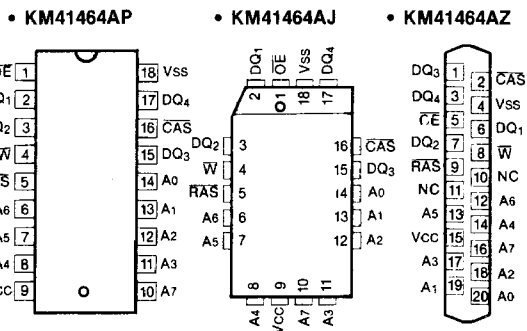 • KM41464AP
• KM41464AJ
• KM41464AZ
1
2
3
4
5
A6 6
A5 7
A4 8
9
18 VSS
17 DQ4
16 CAS
15 DQ3
14 A0
13 A1
12 A2
11 A3
10 A7
DQ1 OE VSS DQ4
2 1 18 17
DQ2 3
W 4
RAS 5
A6 6
A5 7
16 CAS
15 DQ3
14 A0
13 A1
12 A2
8 9 10 11
A4 VCC A7 A3
DQ3 1
2 CAS
DQ4 3
4 VSS
OE 5
6 DQ1
DQ2 7
8 W
RAS 9
10 NC
NC 11
12 A6
A5 13
14 A4
VCC 15
16 A7
A3 17
18 A2
A1 19
20 A0